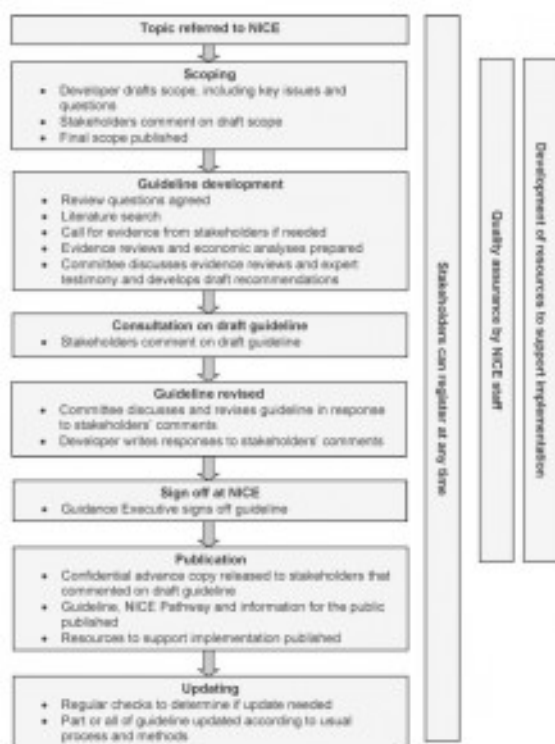 Topic referred to NICE
Scoping
• Developer drafts scope, including key issues and
questions
• Stakeholders comment on draft scope
• Final scope published
Guideline development
• Review questions agreed
• Literature search
• Call for evidence from stakeholders if needed
• Evidence reviews and economic analyses prepared
• Committee discusses evidence reviews and expert
testimony and develops draft recommendations
Consultation on draft guideline
• Stakeholders comment on draft guideline
Guideline revised
• Committee discusses and revises guideline in response
to stakeholders' comments
• Developer writes responses to stakeholders' comments
Sign off at NICE
• Guidance Executive signs off guideline
Publication
• Confidential advance copy released to stakeholders that
commented on draft guideline
• Guideline, NICE Pathway and information for the public
published
• Resources to support implementation published
Updating
• Regular checks to determine if update needed
• Part or all of guideline updated according to usual
process and methods
Stakeholders can register at any time
Quality assurance by NICE staff
Development of resources to support implementation